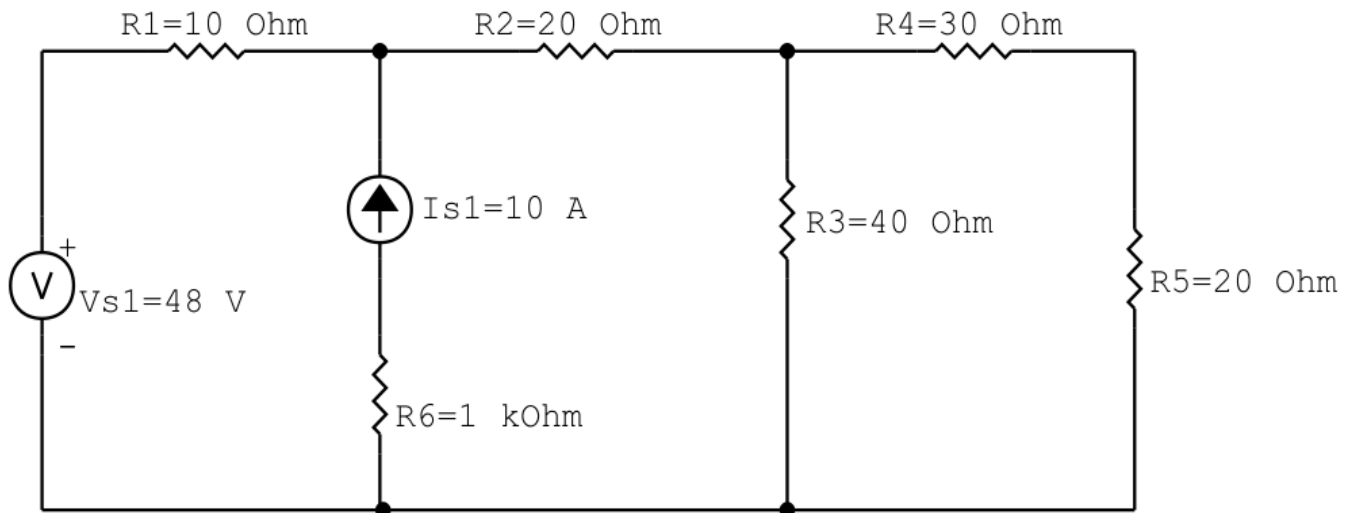 R1=10 Ohm
R2=20 Ohm
R4=30 Ohm
Is1=10 A
R3=40 Ohm
+
V
Vs1=48 V
−
R5=20 Ohm
R6=1 kOhm